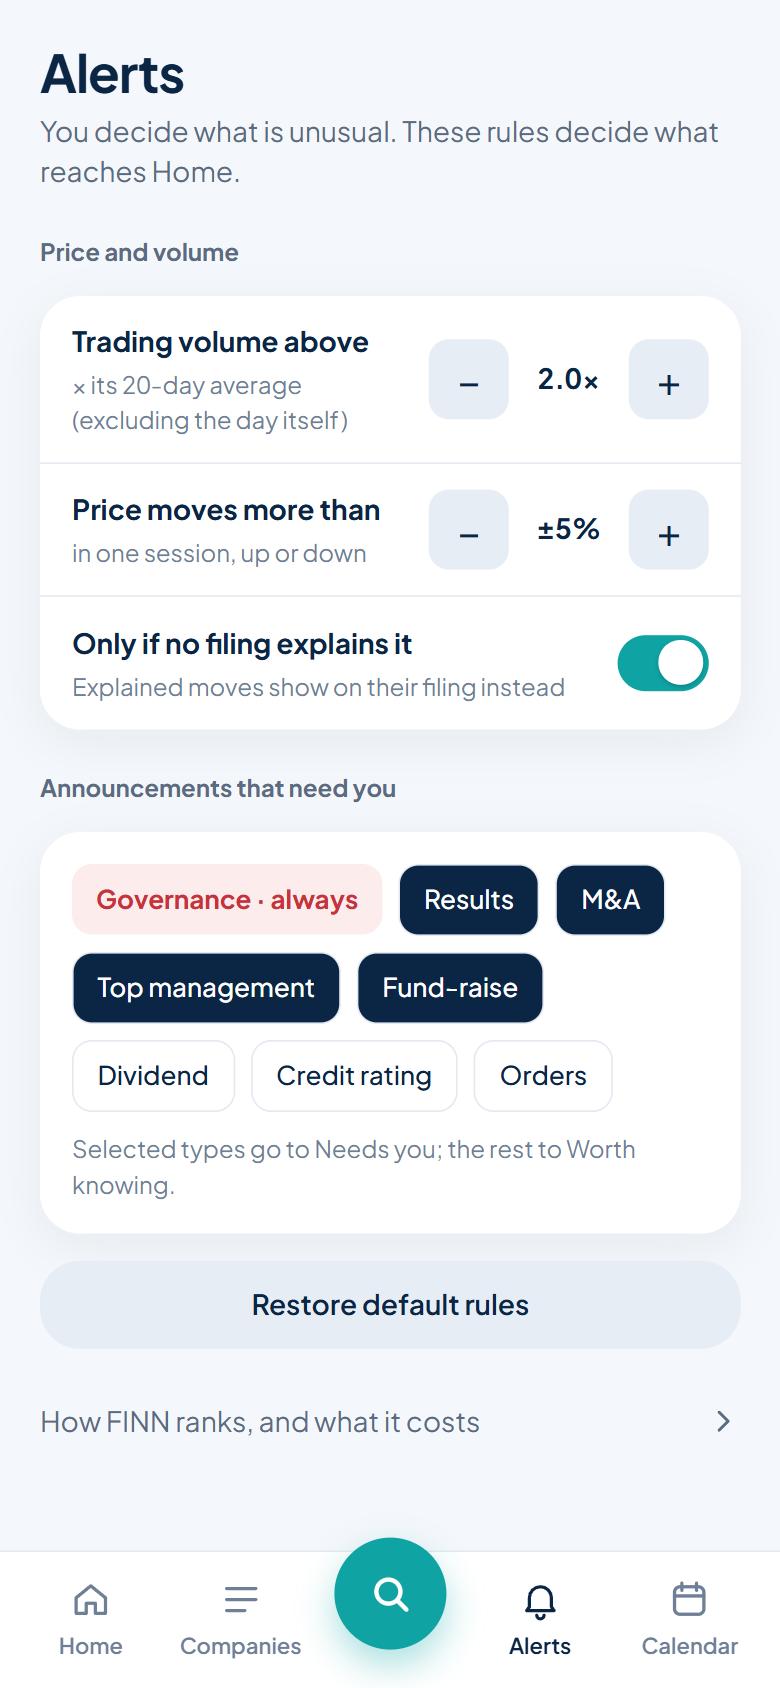 Alerts
You decide what is unusual. These rules decide what
reaches Home.
Price and volume
Trading volume above
× its 20-day average
(excluding the day itself)
− 2.0× +
Price moves more than
in one session, up or down
− ±5% +
Only if no filing explains it
Explained moves show on their filing instead
Announcements that need you
Governance · always Results M&A
Top management Fund-raise
Dividend Credit rating Orders
Selected types go to Needs you; the rest to Worth
knowing.
Restore default rules
How FINN ranks, and what it costs
Home Companies Alerts Calendar